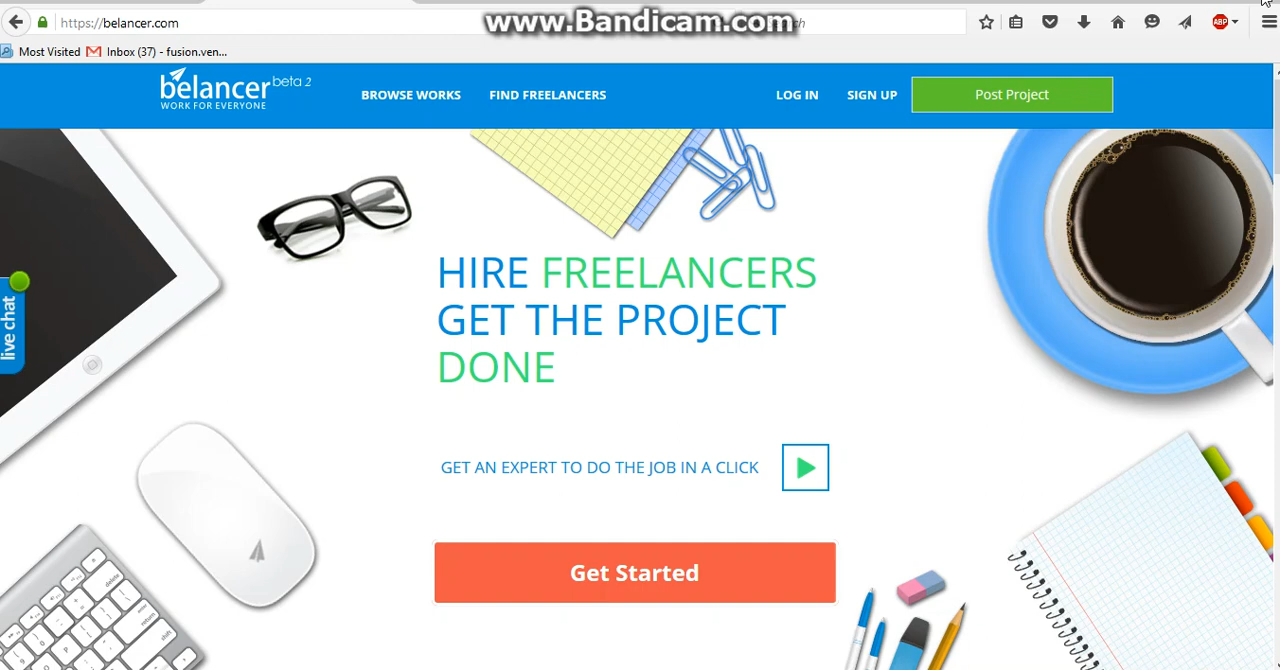 https://belancer.com
www.Bandicam.com
Most Visited
Inbox (37) - fusion.ven...
ABP
belancer beta 2
WORK FOR EVERYONE
BROWSE WORKS
FIND FREELANCERS
LOG IN
SIGN UP
Post Project
HIRE FREELANCERS
GET THE PROJECT
DONE
live chat
GET AN EXPERT TO DO THE JOB IN A CLICK
Get Started